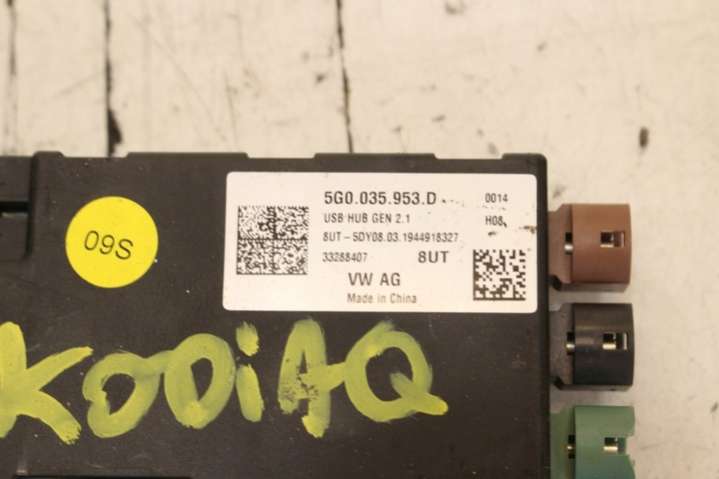 5G0.035.953.D 0014
USB HUB GEN 2.1 H08
8UT-5DY08.03.1944918327
33288407 8UT
VW AG
Made in China
09S
KODiAQ